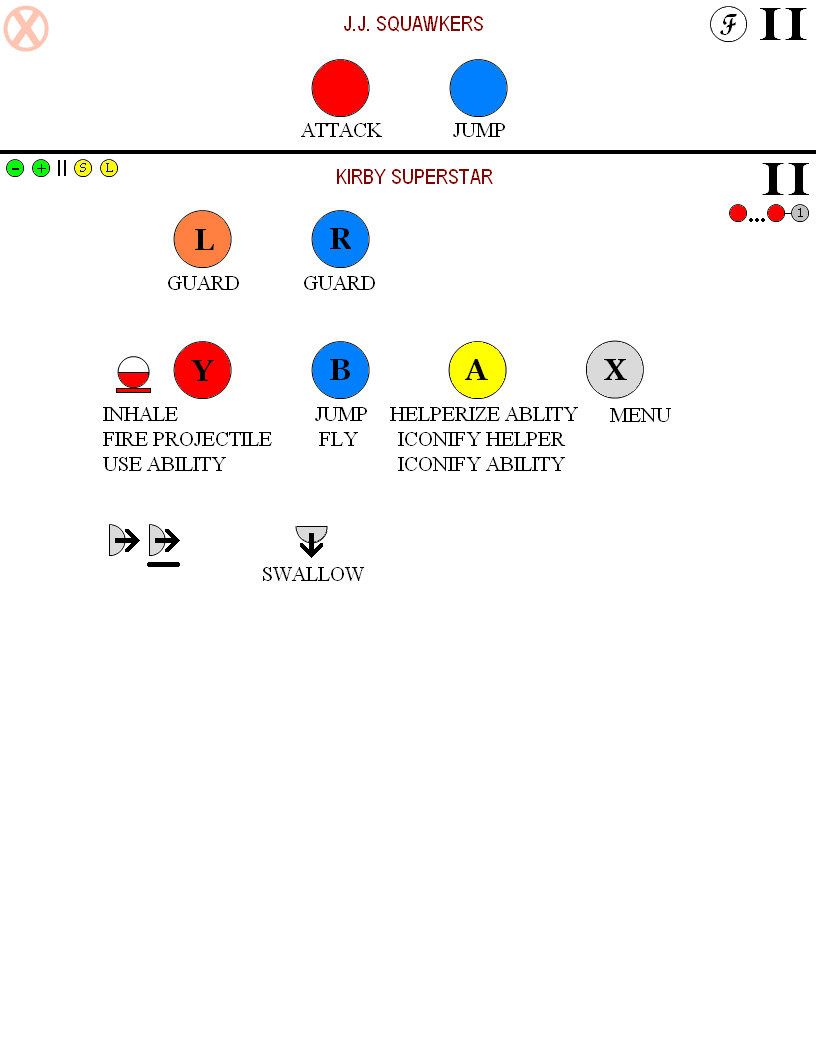 X
J.J. SQUAWKERS
ℱ
II
ATTACK
JUMP
- + II S L
KIRBY SUPERSTAR
II
... 1
L
R
GUARD
GUARD
Y
B
A
X
INHALE
FIRE PROJECTILE
USE ABILITY
JUMP
FLY
HELPERIZE ABLITY
ICONIFY HELPER
ICONIFY ABILITY
MENU
SWALLOW